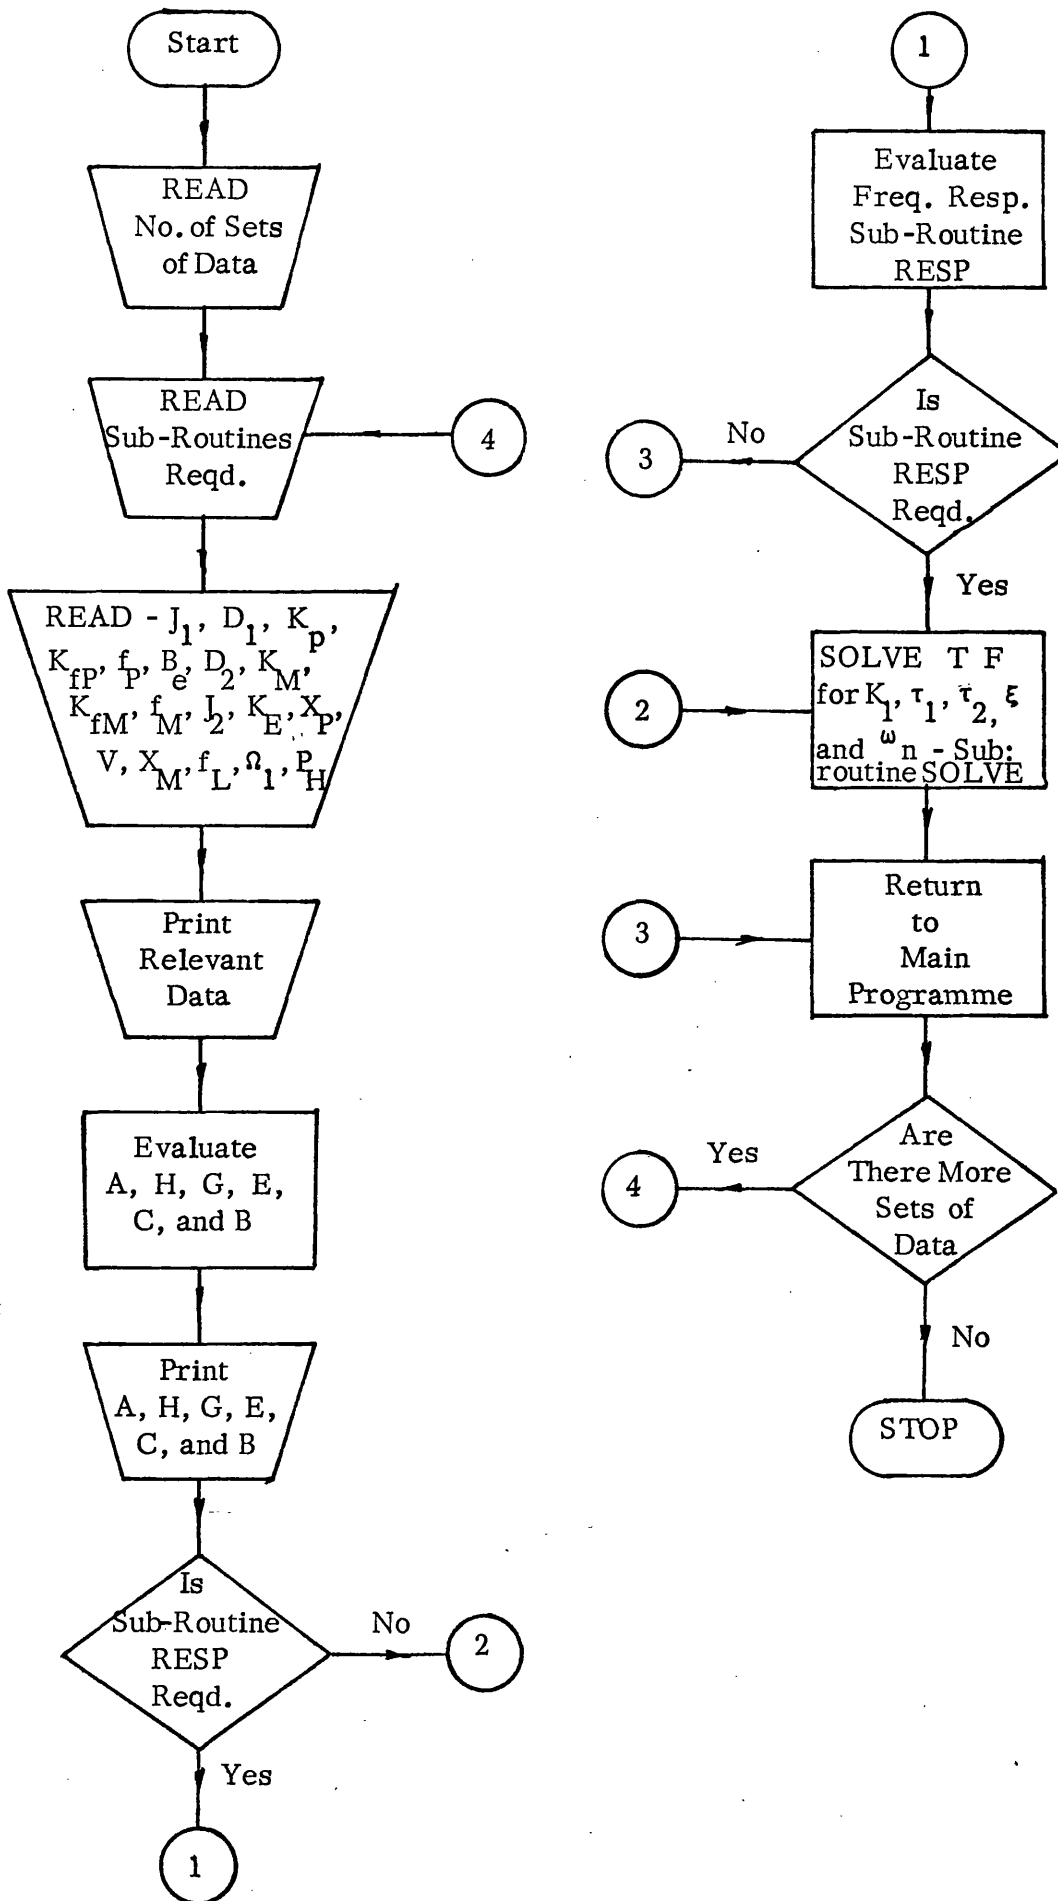 Start
READ
No. of Sets
of Data
READ
Sub-Routines
Reqd.
4
READ - J1, D1, Kp,
KfP, fP, Be, D2, KM,
KfM, fM, J2, KE, XP,
V, XM, fL, Ω1, PH
Print
Relevant
Data
Evaluate
A, H, G, E,
C, and B
Print
A, H, G, E,
C, and B
Is
Sub-Routine
RESP
Reqd.
No
2
Yes
1
1
Evaluate
Freq. Resp.
Sub-Routine
RESP
Is
Sub-Routine
RESP
Reqd.
No
3
Yes
SOLVE T F
for K1, τ1, τ2, ξ
and ωn - Sub:
routine SOLVE
2
Return
to
Main
Programme
3
Are
There More
Sets of
Data
Yes
4
No
STOP